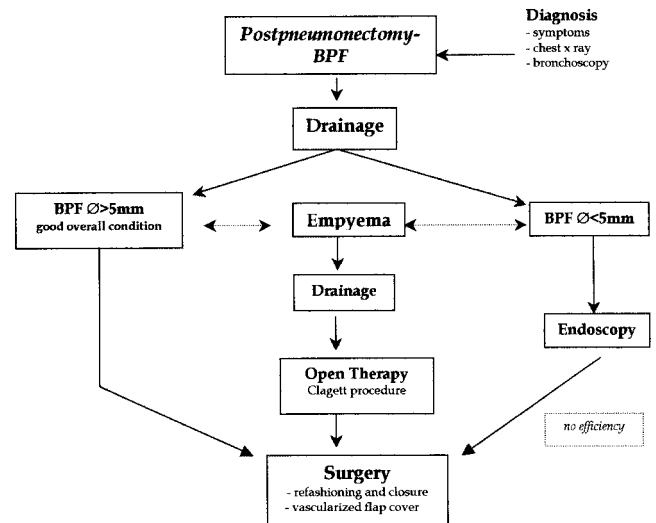 Diagnosis
- symptoms
- chest x ray
- bronchoscopy
Postpneumonectomy-
BPF
Drainage
BPF Ø>5mm
good overall condition
Empyema
BPF Ø<5mm
Drainage
Endoscopy
Open Therapy
Clagett procedure
no efficiency
Surgery
- refashioning and closure
- vascularized flap cover